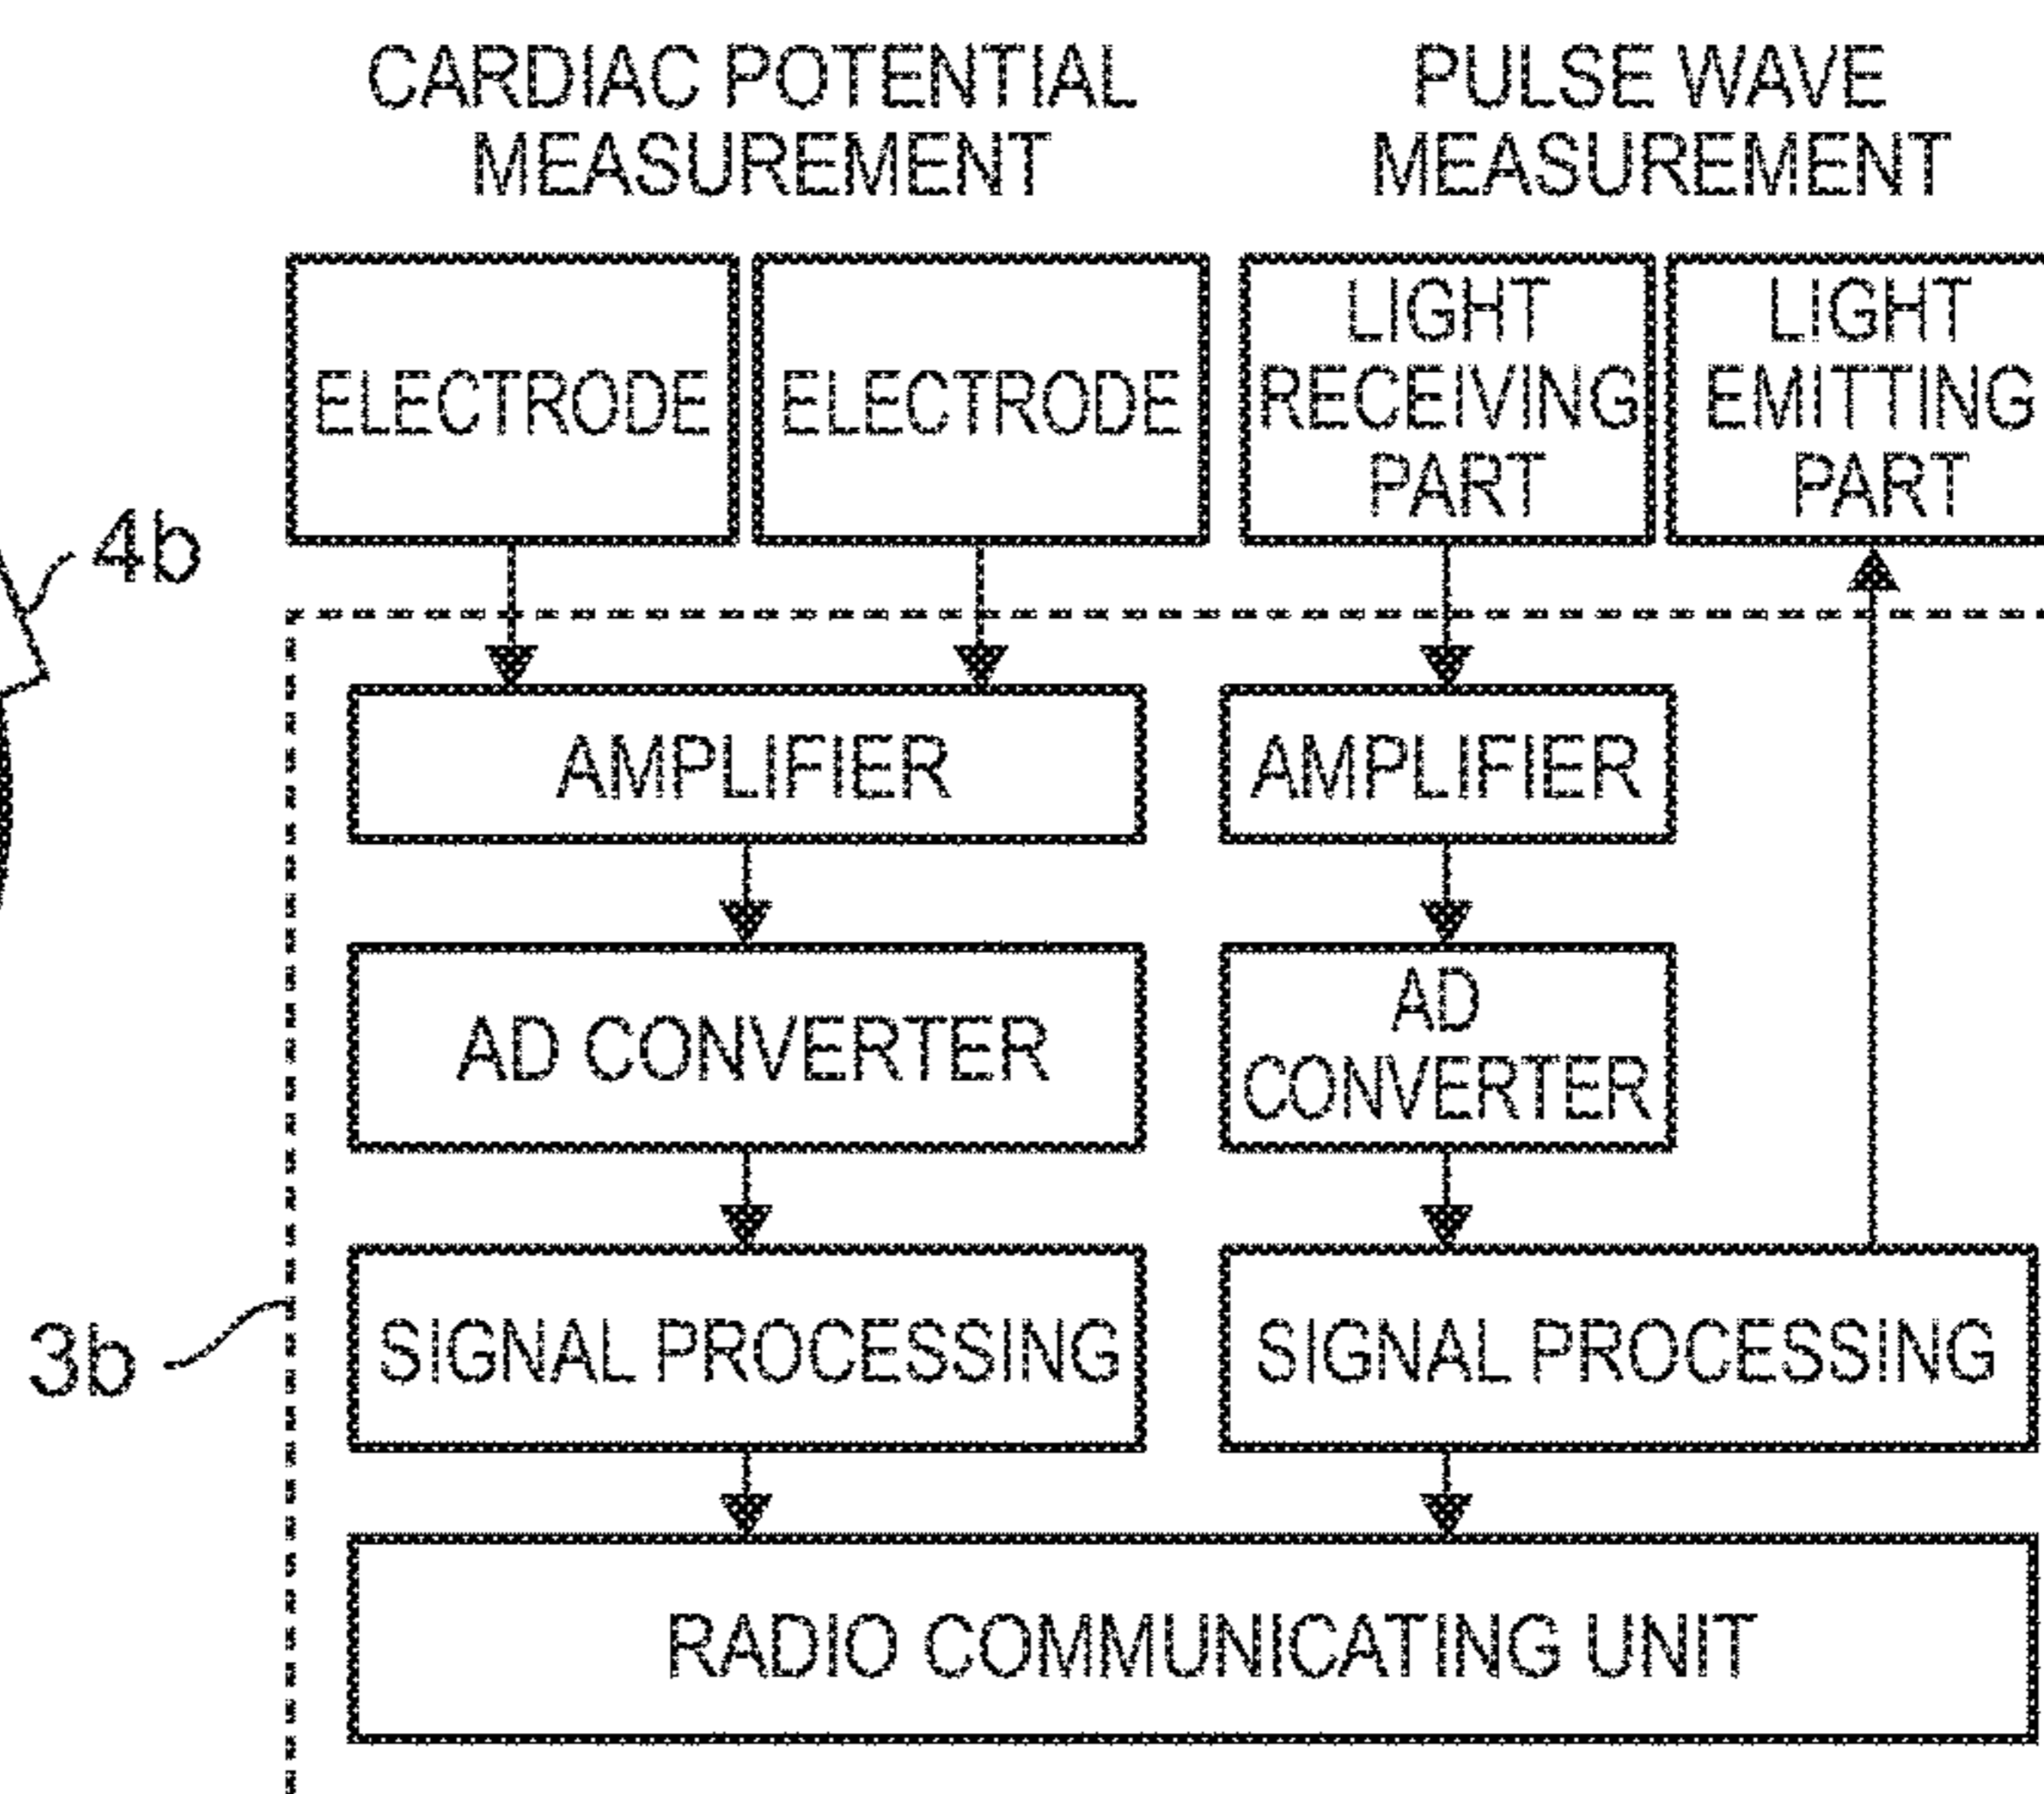 CARDIAC POTENTIAL
MEASUREMENT
PULSE WAVE
MEASUREMENT
ELECTRODE
ELECTRODE
LIGHT
RECEIVING
PART
LIGHT
EMITTING
PART
4b
AMPLIFIER
AMPLIFIER
AD CONVERTER
AD
CONVERTER
3b
SIGNAL PROCESSING
SIGNAL PROCESSING
RADIO COMMUNICATING UNIT